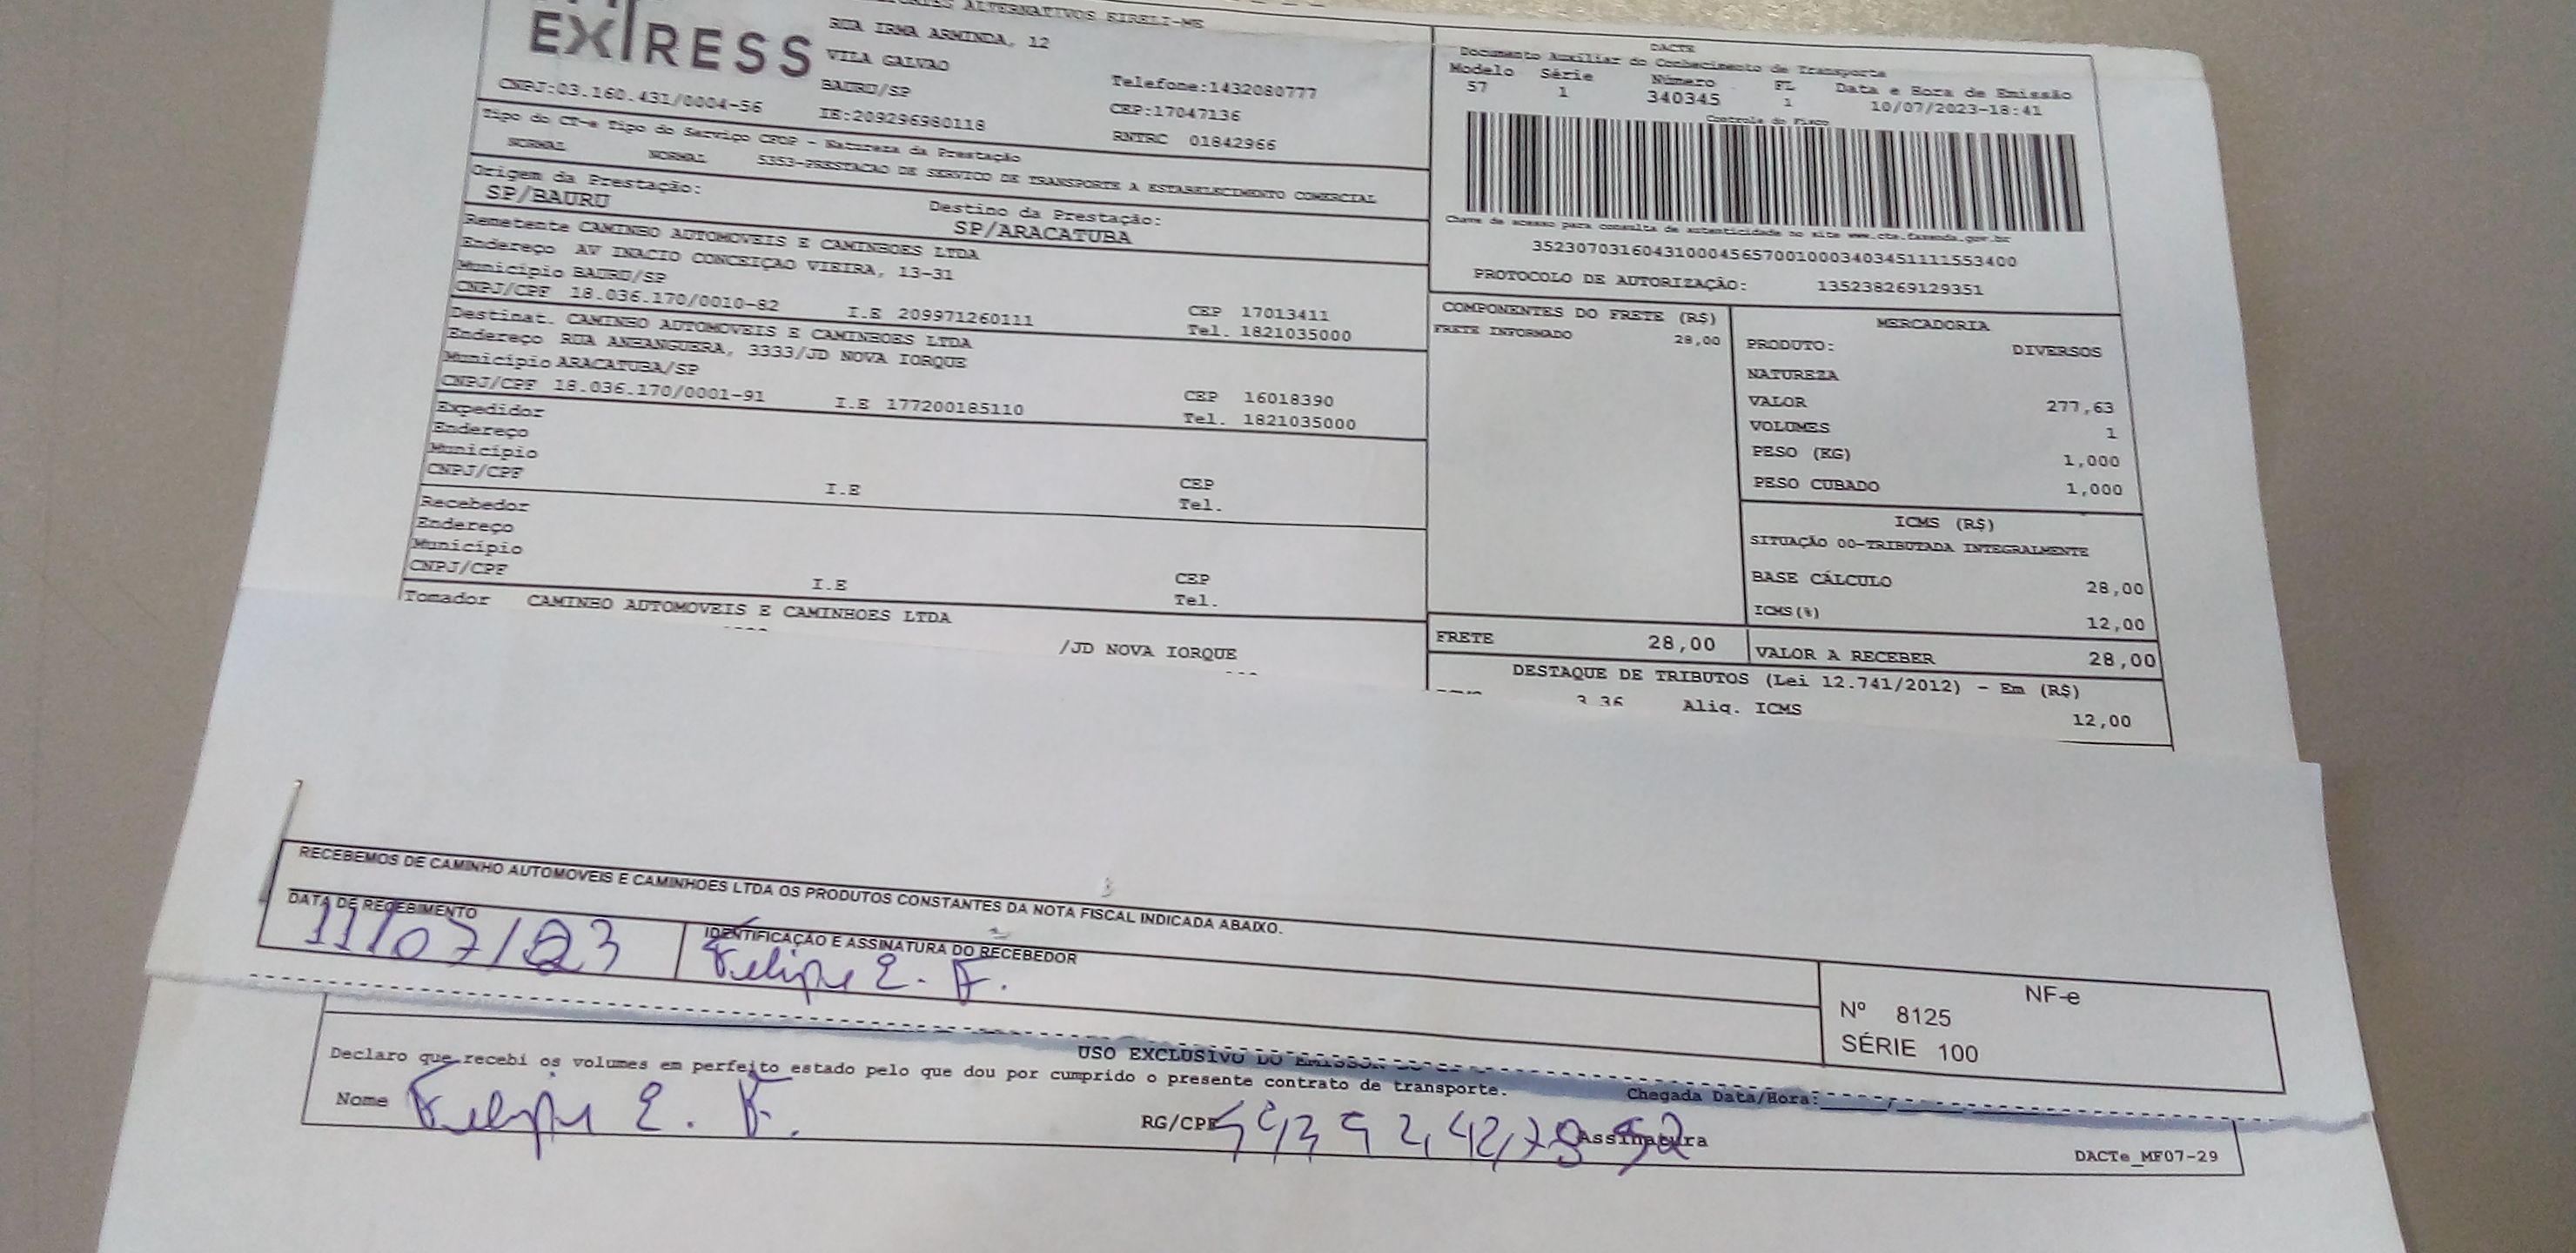 ALTERNATIVOS EIRELI-ME
EXPRESS
RUA IRMA ARMINDA, 12
VILA GALVAO
BAURU/SP
Telefone:1432080777
CNPJ:03.160.431/0004-56
IE:209296980118
CEP:17047136
RNTRC 01842966
Tipo do CT-e Tipo do Serviço CFOP - Natureza da Prestação
NORMAL NORMAL 5353-PRESTACAO DE SERVICO DE TRANSPORTE A ESTABELECIMENTO COMERCIAL
Origem da Prestação:
SP/BAURU
Destino da Prestação:
SP/ARACATUBA
Remetente CAMINHO AUTOMOVEIS E CAMINHOES LTDA
Endereço AV INACIO CONCEIÇAO VIEIRA, 13-31
Município BAURU/SP
CEP 17013411
CNPJ/CPF 18.036.170/0010-82 I.E 209971260111 Tel. 1821035000
Destinat. CAMINHO AUTOMOVEIS E CAMINHOES LTDA
Endereço RUA ANHANGUERA, 3333/JD NOVA IORQUE
Município ARACATUBA/SP
CEP 16018390
CNPJ/CPF 18.036.170/0001-91 I.E 177200185110 Tel. 1821035000
Expedidor
Endereço
Município
CEP
CNPJ/CPF I.E Tel.
Recebedor
Endereço
Município
CEP
CNPJ/CPF I.E Tel.
Tomador CAMINHO AUTOMOVEIS E CAMINHOES LTDA
/JD NOVA IORQUE
DACTE
Documento Auxiliar do Conhecimento de Transporte
Modelo Série Número FL Data e Hora de Emissão
57 1 340345 1 10/07/2023-18:41
Controle do Fisco
Chave de acesso para consulta de autenticidade no site www.cte.fazenda.gov.br
35230703160431000456570010003403451111553400
PROTOCOLO DE AUTORIZAÇÃO: 135238269129351
COMPONENTES DO FRETE (R$)
FRETE INFORMADO 28,00
MERCADORIA
PRODUTO: DIVERSOS
NATUREZA
VALOR 277,63
VOLUMES 1
PESO (KG) 1,000
PESO CUBADO 1,000
ICMS (R$)
SITUAÇÃO 00-TRIBUTADA INTEGRALMENTE
BASE CÁLCULO 28,00
ICMS(%) 12,00
FRETE 28,00 VALOR A RECEBER 28,00
DESTAQUE DE TRIBUTOS (Lei 12.741/2012) - Em (R$)
3,36 Aliq. ICMS 12,00
RECEBEMOS DE CAMINHO AUTOMOVEIS E CAMINHOES LTDA OS PRODUTOS CONSTANTES DA NOTA FISCAL INDICADA ABAIXO.
DATA DE RECEBIMENTO
11/07/23
IDENTIFICAÇÃO E ASSINATURA DO RECEBEDOR
Felipe E. F.
NF-e
Nº 8125
SÉRIE 100
USO EXCLUSIVO DO EMISSOR
Declaro que recebi os volumes em perfeito estado pelo que dou por cumprido o presente contrato de transporte.
Chegada Data/Hora:
Nome Felipe E. F.
RG/CPF
Assinatura
DACTe_MF07-29